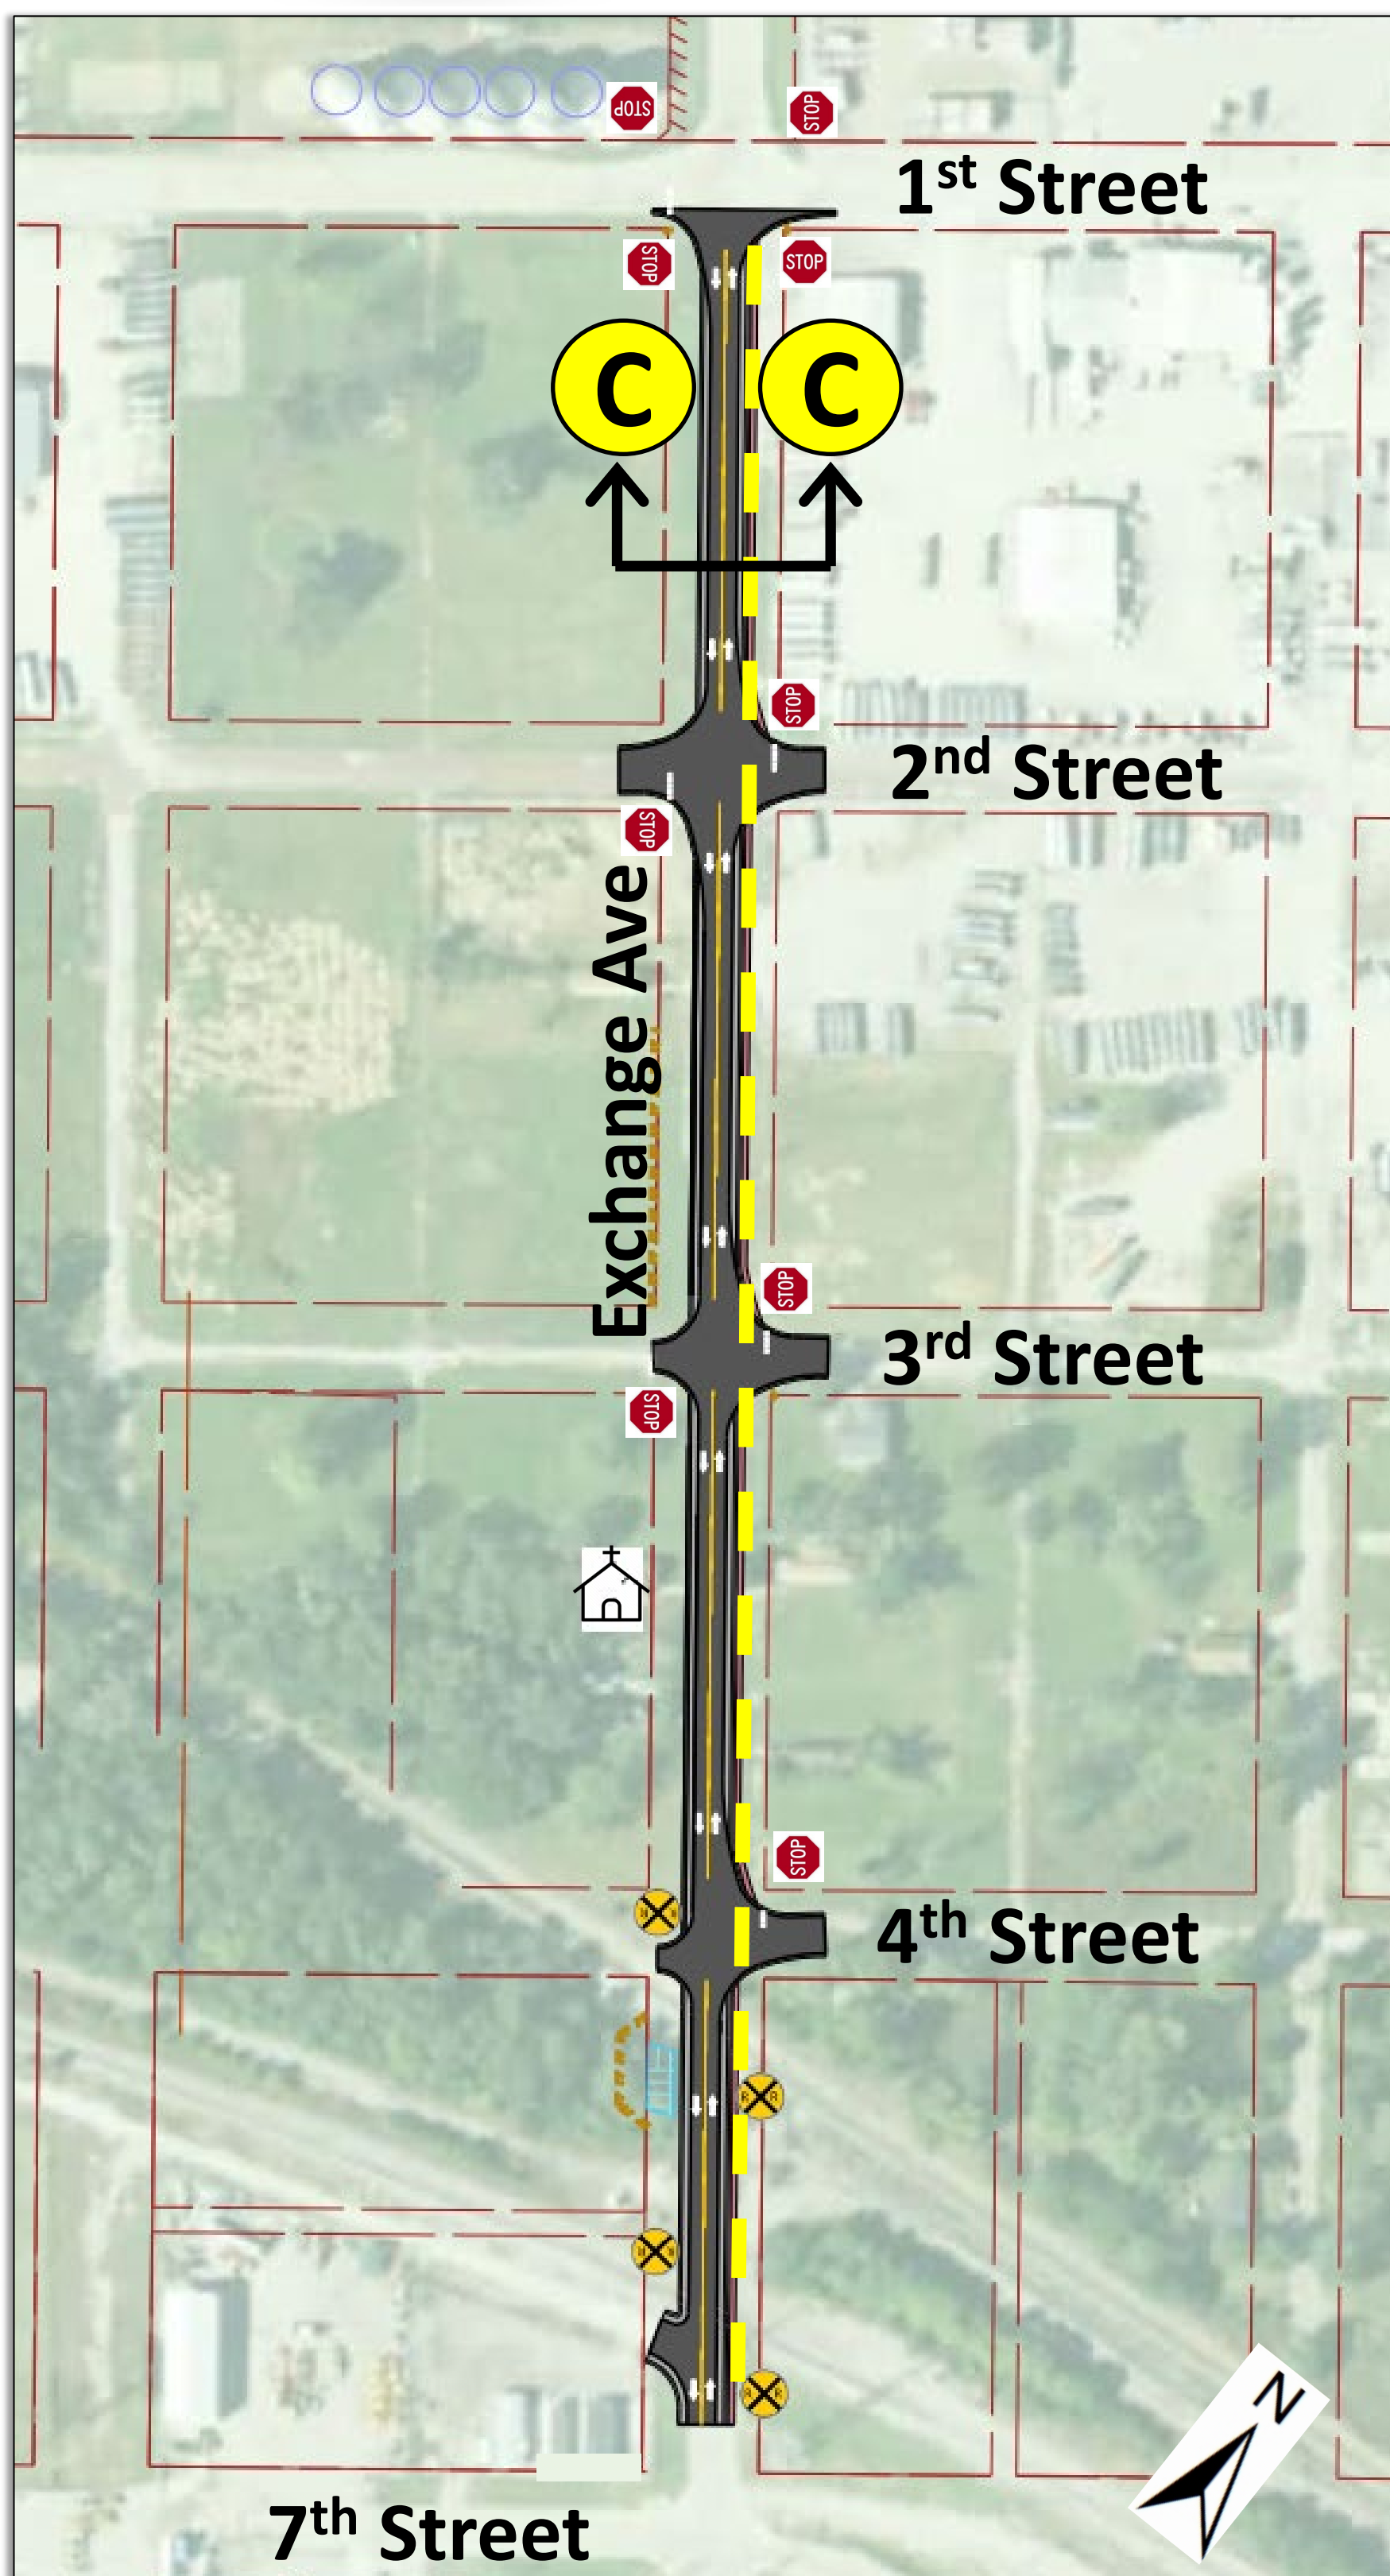 STOP
STOP
1st Street
STOP
STOP
C
C
STOP
2nd Street
STOP
Exchange Ave
STOP
3rd Street
STOP
STOP
4th Street
R R
R R
N
7th Street